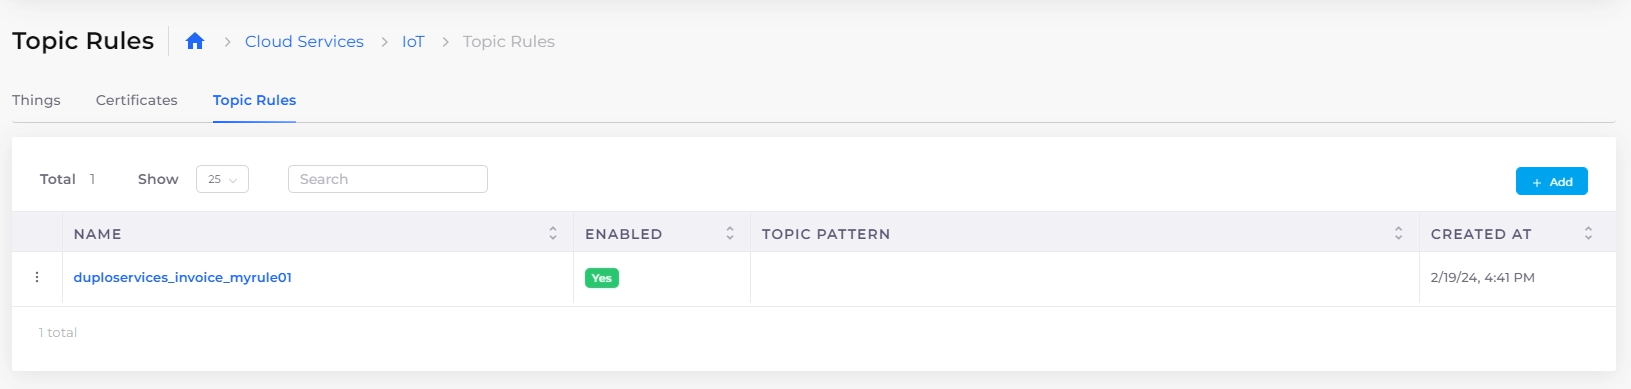 Topic Rules Cloud Services IoT Topic Rules
Things Certificates Topic Rules
Total 1 Show 25 Search + Add
NAME ENABLED TOPIC PATTERN CREATED AT
duploservices_invoice_myrule01 Yes 2/19/24, 4:41 PM
1 total